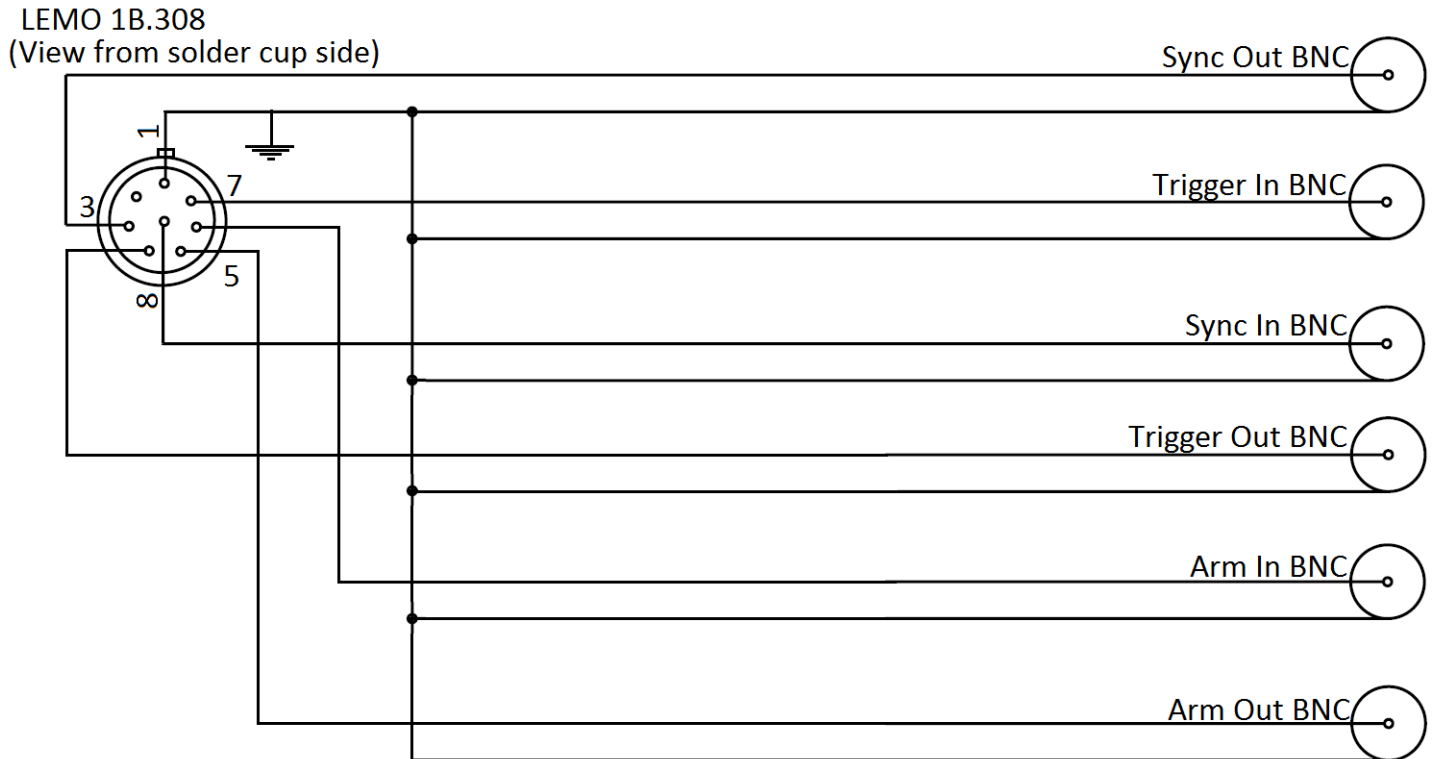 LEMO 1B.308
(View from solder cup side)
Sync Out BNC
1
Trigger In BNC
7
3
5
8
Sync In BNC
Trigger Out BNC
Arm In BNC
Arm Out BNC